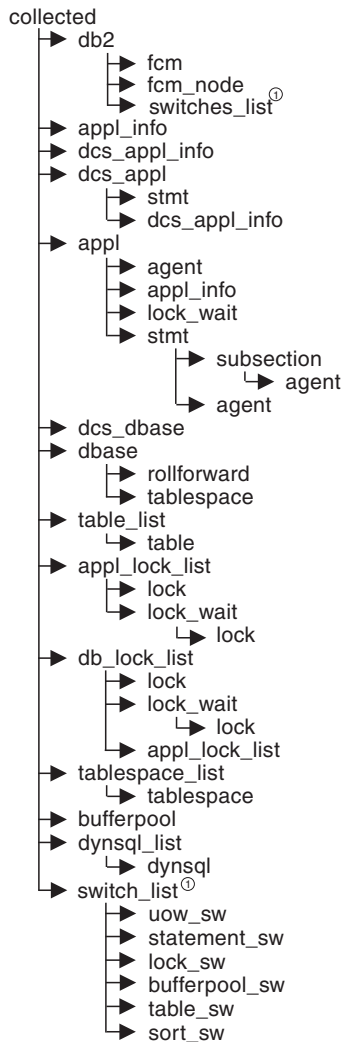 collected
db2
fcm
fcm_node
switches_list①
appl_info
dcs_appl_info
dcs_appl
stmt
dcs_appl_info
appl
agent
appl_info
lock_wait
stmt
subsection
agent
agent
dcs_dbase
dbase
rollforward
tablespace
table_list
table
appl_lock_list
lock
lock_wait
lock
db_lock_list
lock
lock_wait
lock
appl_lock_list
tablespace_list
tablespace
bufferpool
dynsql_list
dynsql
switch_list①
uow_sw
statement_sw
lock_sw
bufferpool_sw
table_sw
sort_sw